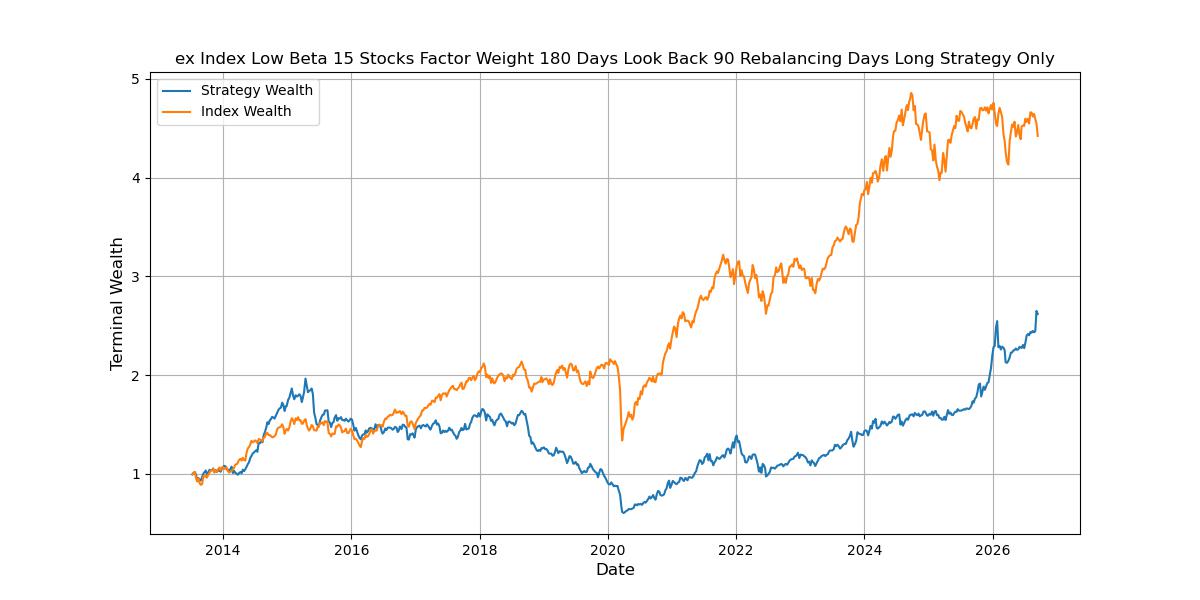 ex Index Low Beta 15 Stocks Factor Weight 180 Days Look Back 90 Rebalancing Days Long Strategy Only
Strategy Wealth
Index Wealth
Terminal Wealth
5
4
3
2
1
2014 2016 2018 2020 2022 2024 2026
Date